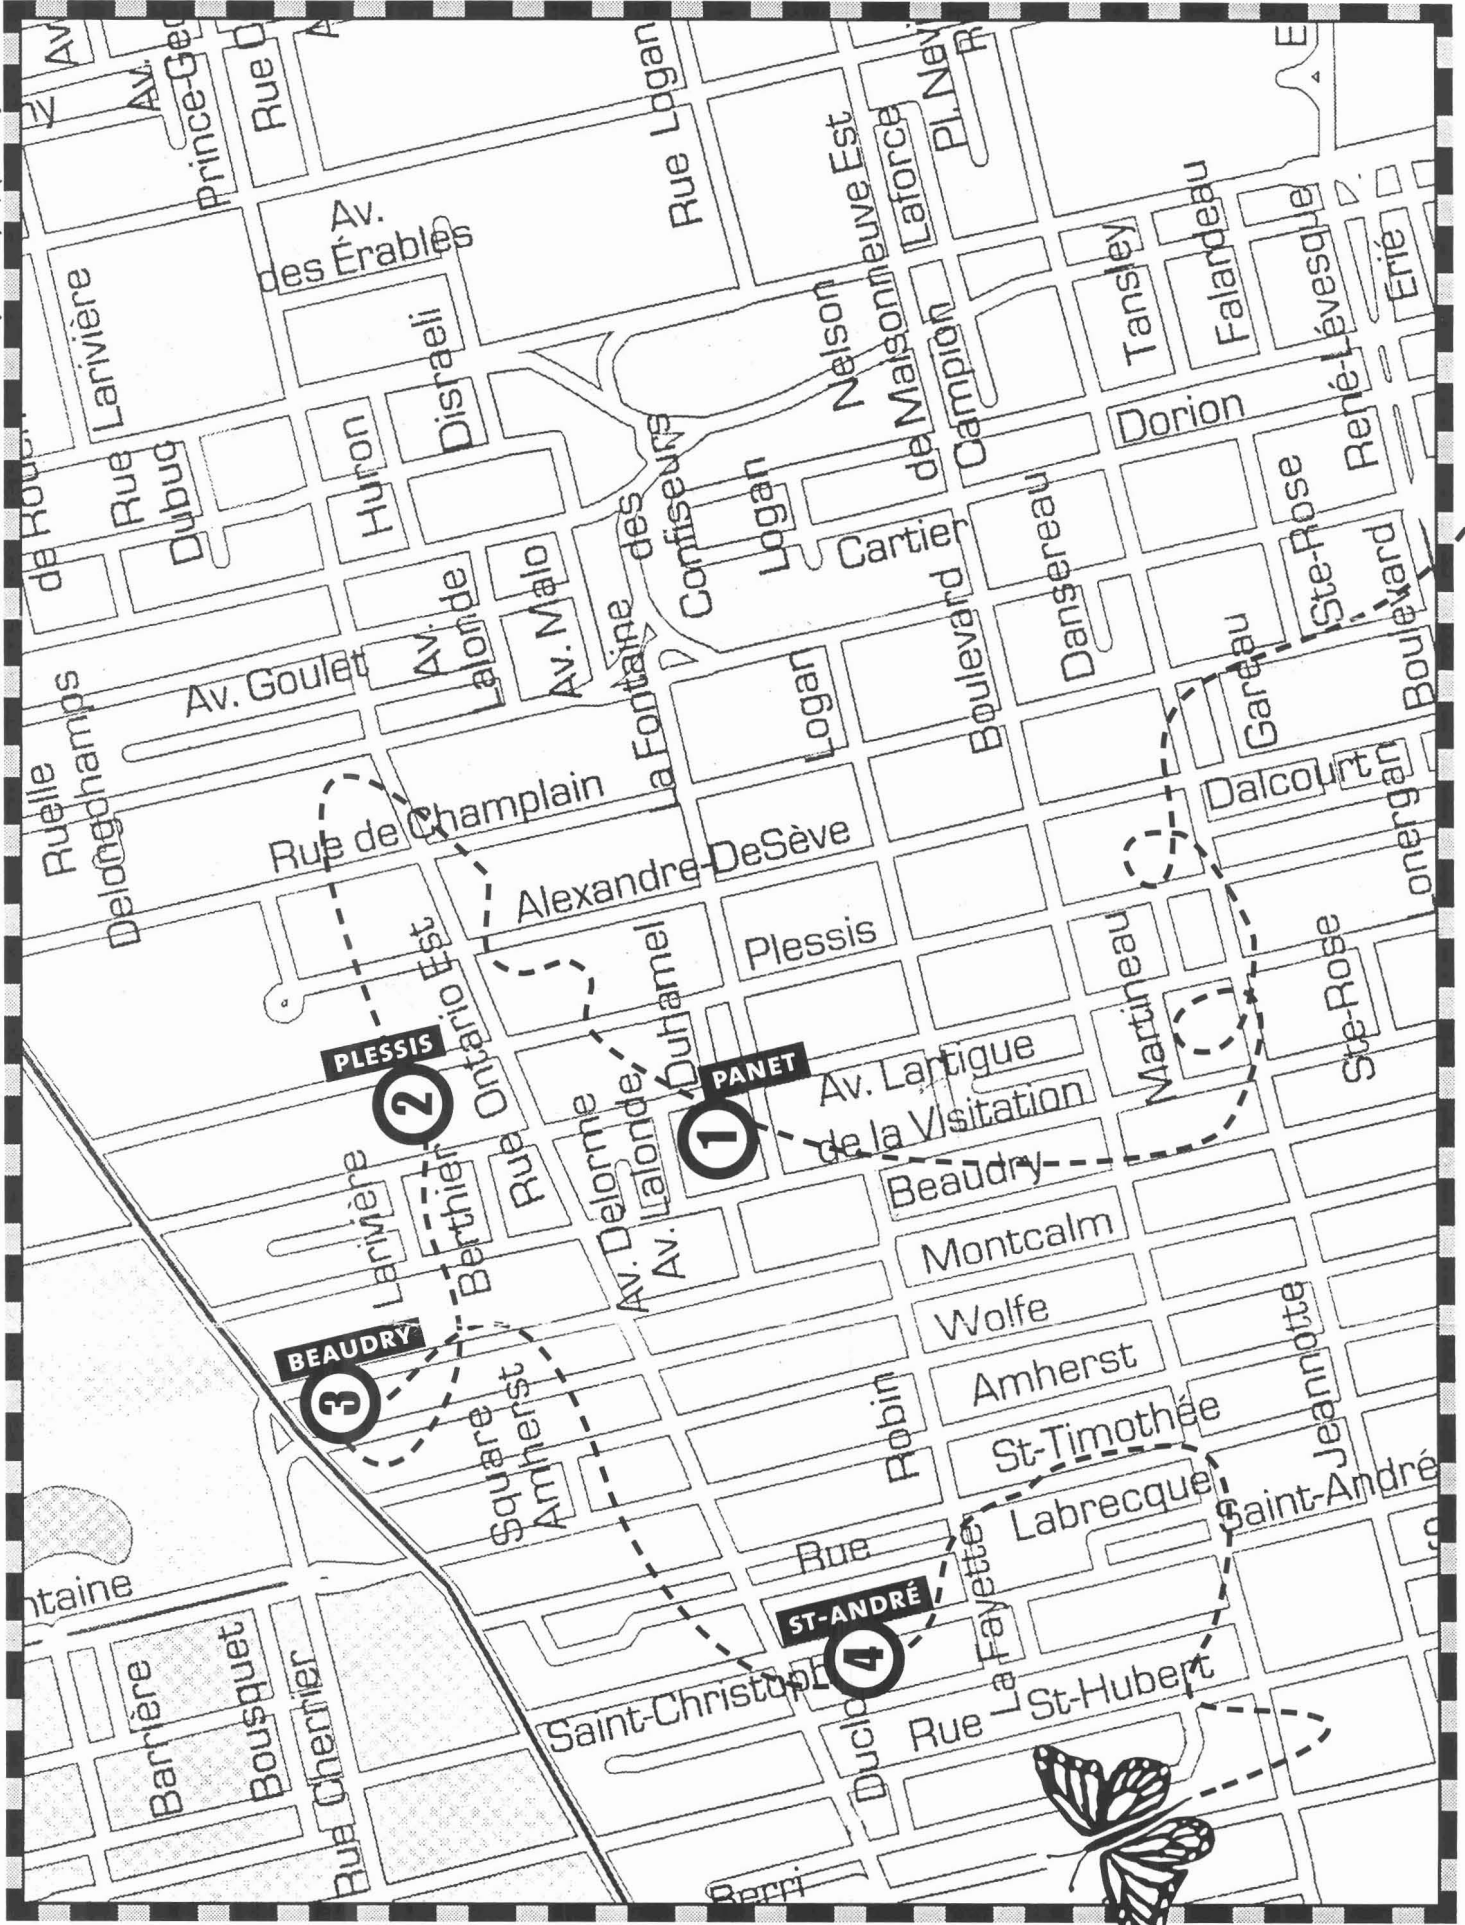 Av.
Prince-Geo
Rue
Rue Logan
Pl. Nev
Larivière
Av.
des Érables
Disraeli
Nelson
de Maisonneuve Est
Laforce
Campion
Tansley
Falandeau
René-Lévesque
Érié
Dorion
Rue
Dubuc
Huron
des
Confiseurs
Logan
Cartier
Dansereau
Ste-Rose
Boulevard
Av. Goulet
Av.
Lalonde
Av. Malo
La Fontaine
Logan
Boulevard
Gareau
Ruelle
Delongchamps
Rue de Champlain
Alexandre-DeSève
Dalcourt
Lonergan
Plessis
Duhamel
Martineau
Ste-Rose
PLESSIS
2
Rue Ontario Est
PANET
1
Av. Lartigue
de la Visitation
Beaudry
Larivière
Berthier
Av. Delorme
Av. Lalonde
Montcalm
BEAUDRY
3
Wolfe
Amherst
Square
Amherst
Robin
St-Timothée
Jeannotte
Labrecque
Saint-André
Rue
ST-ANDRÉ
4
La Fayette
ntaine
Barrière
Bousquet
Rue Cherrier
Saint-Christoph
Duclo
Rue St-Hubert
Berri